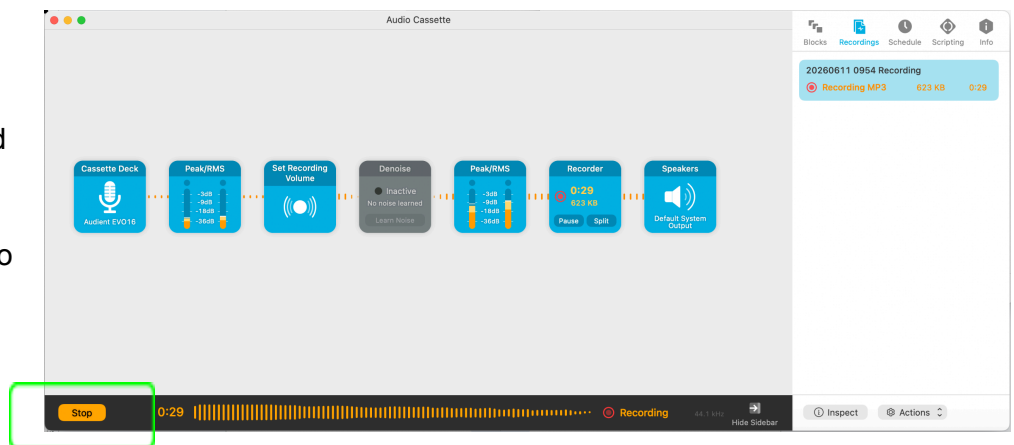 Audio Cassette
Blocks Recordings Schedule Scripting Info
20260611 0954 Recording
Recording MP3 623 KB 0:29
d
o
Cassette Deck
Audient EVO16
Peak/RMS
-3dB
-9dB
-18dB
-36dB
Set Recording
Volume
Denoise
Inactive
No noise learned
Learn Noise
Peak/RMS
-3dB
-9dB
-18dB
-36dB
Recorder
0:29
623 KB
Pause Split
Speakers
Default System
Output
Stop 0:29 Recording 44.1 kHz
Hide Sidebar
Inspect Actions